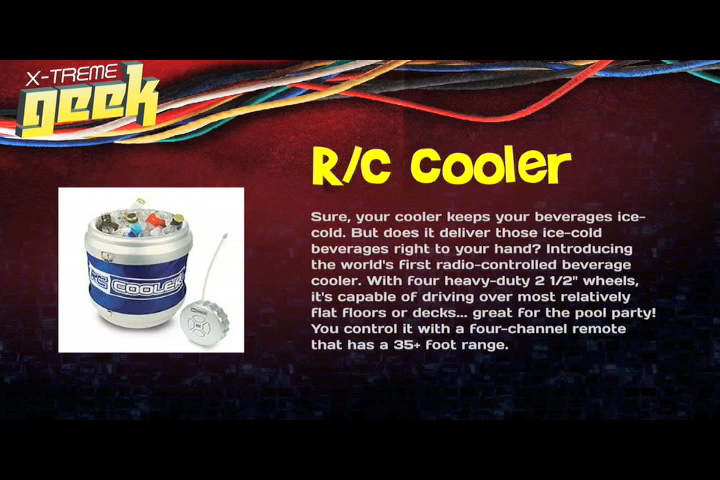 X-TREME
geek
R/C Cooler
Sure, your cooler keeps your beverages ice-
cold. But does it deliver those ice-cold
beverages right to your hand? Introducing
the world's first radio-controlled beverage
cooler. With four heavy-duty 2 1/2" wheels,
it's capable of driving over most relatively
flat floors or decks... great for the pool party!
You control it with a four-channel remote
that has a 35+ foot range.
RC COOLER